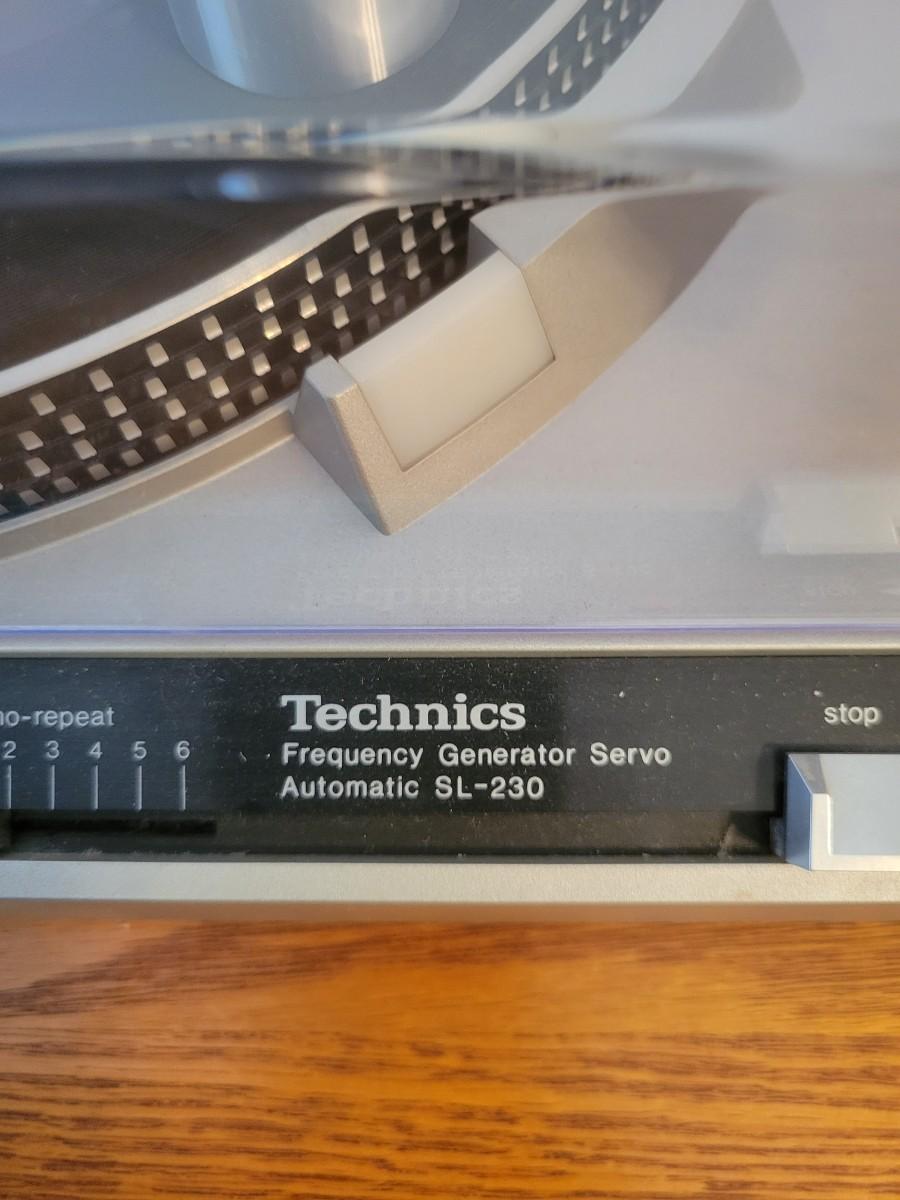 no-repeat
2 3 4 5 6
Technics
Frequency Generator Servo
Automatic SL-230
stop